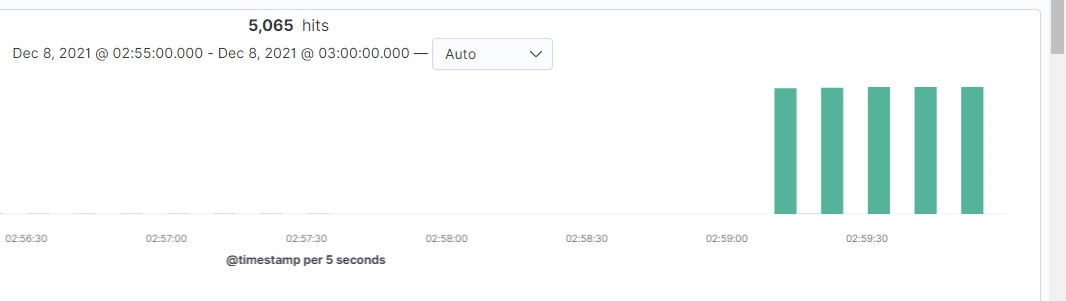 5,065 hits
Dec 8, 2021 @ 02:55:00.000 - Dec 8, 2021 @ 03:00:00.000 — Auto
02:56:30 02:57:00 02:57:30 02:58:00 02:58:30 02:59:00 02:59:30
@timestamp per 5 seconds